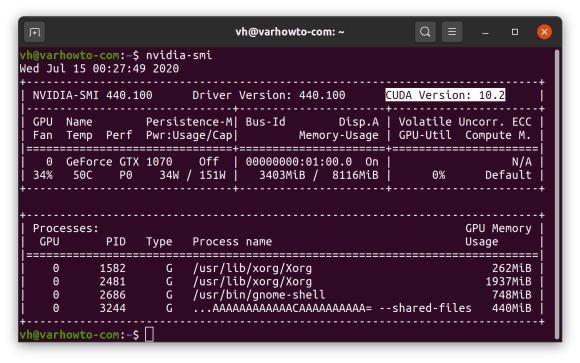 vh@varhowto-com: ~
vh@varhowto-com:~$ nvidia-smi
Wed Jul 15 00:27:49 2020
+-----------------------------------------------------------------------------+
| NVIDIA-SMI 440.100      Driver Version: 440.100      CUDA Version: 10.2     |
|-------------------------------+----------------------+----------------------+
| GPU  Name        Persistence-M| Bus-Id        Disp.A | Volatile Uncorr. ECC |
| Fan  Temp  Perf  Pwr:Usage/Cap|         Memory-Usage | GPU-Util  Compute M. |
|===============================+======================+======================|
|   0  GeForce GTX 1070    Off  | 00000000:01:00.0  On |                  N/A |
| 34%   50C    P0    34W / 151W |   3403MiB /  8116MiB |      0%      Default |
+-------------------------------+----------------------+----------------------+
+-----------------------------------------------------------------------------+
| Processes:                                                       GPU Memory |
|  GPU       PID   Type   Process name                             Usage      |
|=============================================================================|
|    0      1582      G   /usr/lib/xorg/Xorg                           262MiB |
|    0      2481      G   /usr/lib/xorg/Xorg                          1937MiB |
|    0      2686      G   /usr/bin/gnome-shell                         748MiB |
|    0      3244      G   ...AAAAAAAAAAAACAAAAAAAAAA= --shared-files   440MiB |
+-----------------------------------------------------------------------------+
vh@varhowto-com:~$